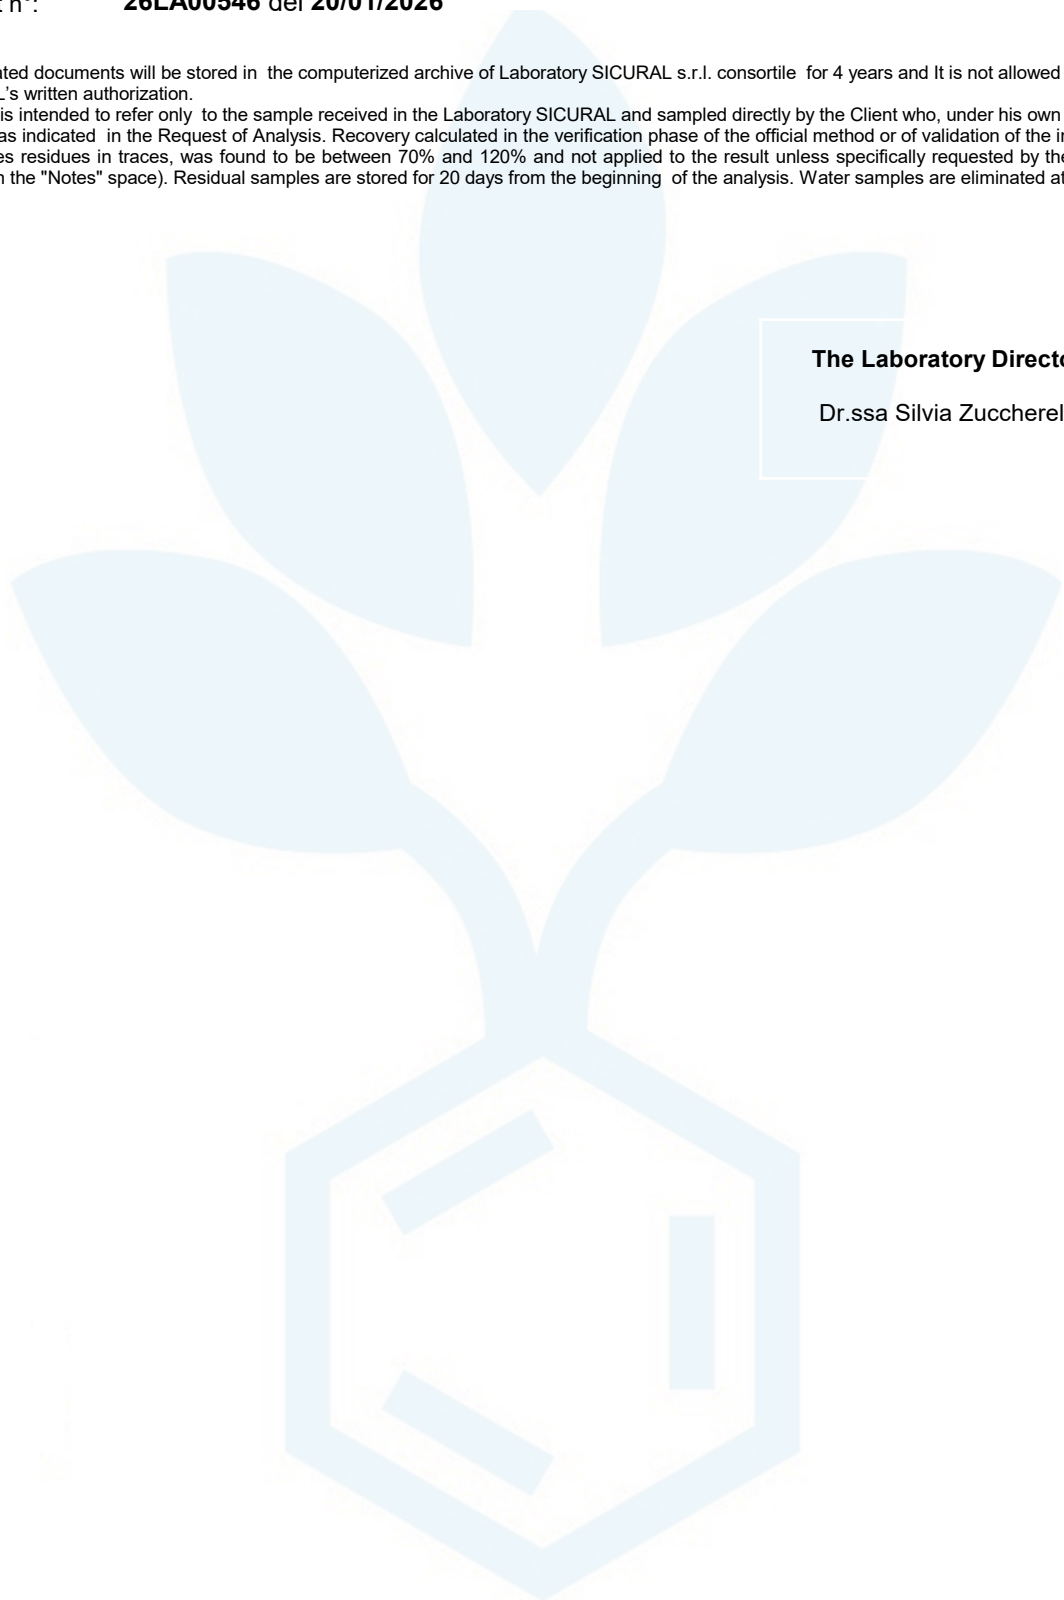 t n°: 26LA00546 del 20/01/2026
ated documents will be stored in the computerized archive of Laboratory SICURAL s.r.l. consortile for 4 years and It is not allowed
L's written authorization.
is intended to refer only to the sample received in the Laboratory SICURAL and sampled directly by the Client who, under his own
as indicated in the Request of Analysis. Recovery calculated in the verification phase of the official method or of validation of the i
es residues in traces, was found to be between 70% and 120% and not applied to the result unless specifically requested by the
n the "Notes" space). Residual samples are stored for 20 days from the beginning of the analysis. Water samples are eliminated at
The Laboratory Directo
Dr.ssa Silvia Zuccherel